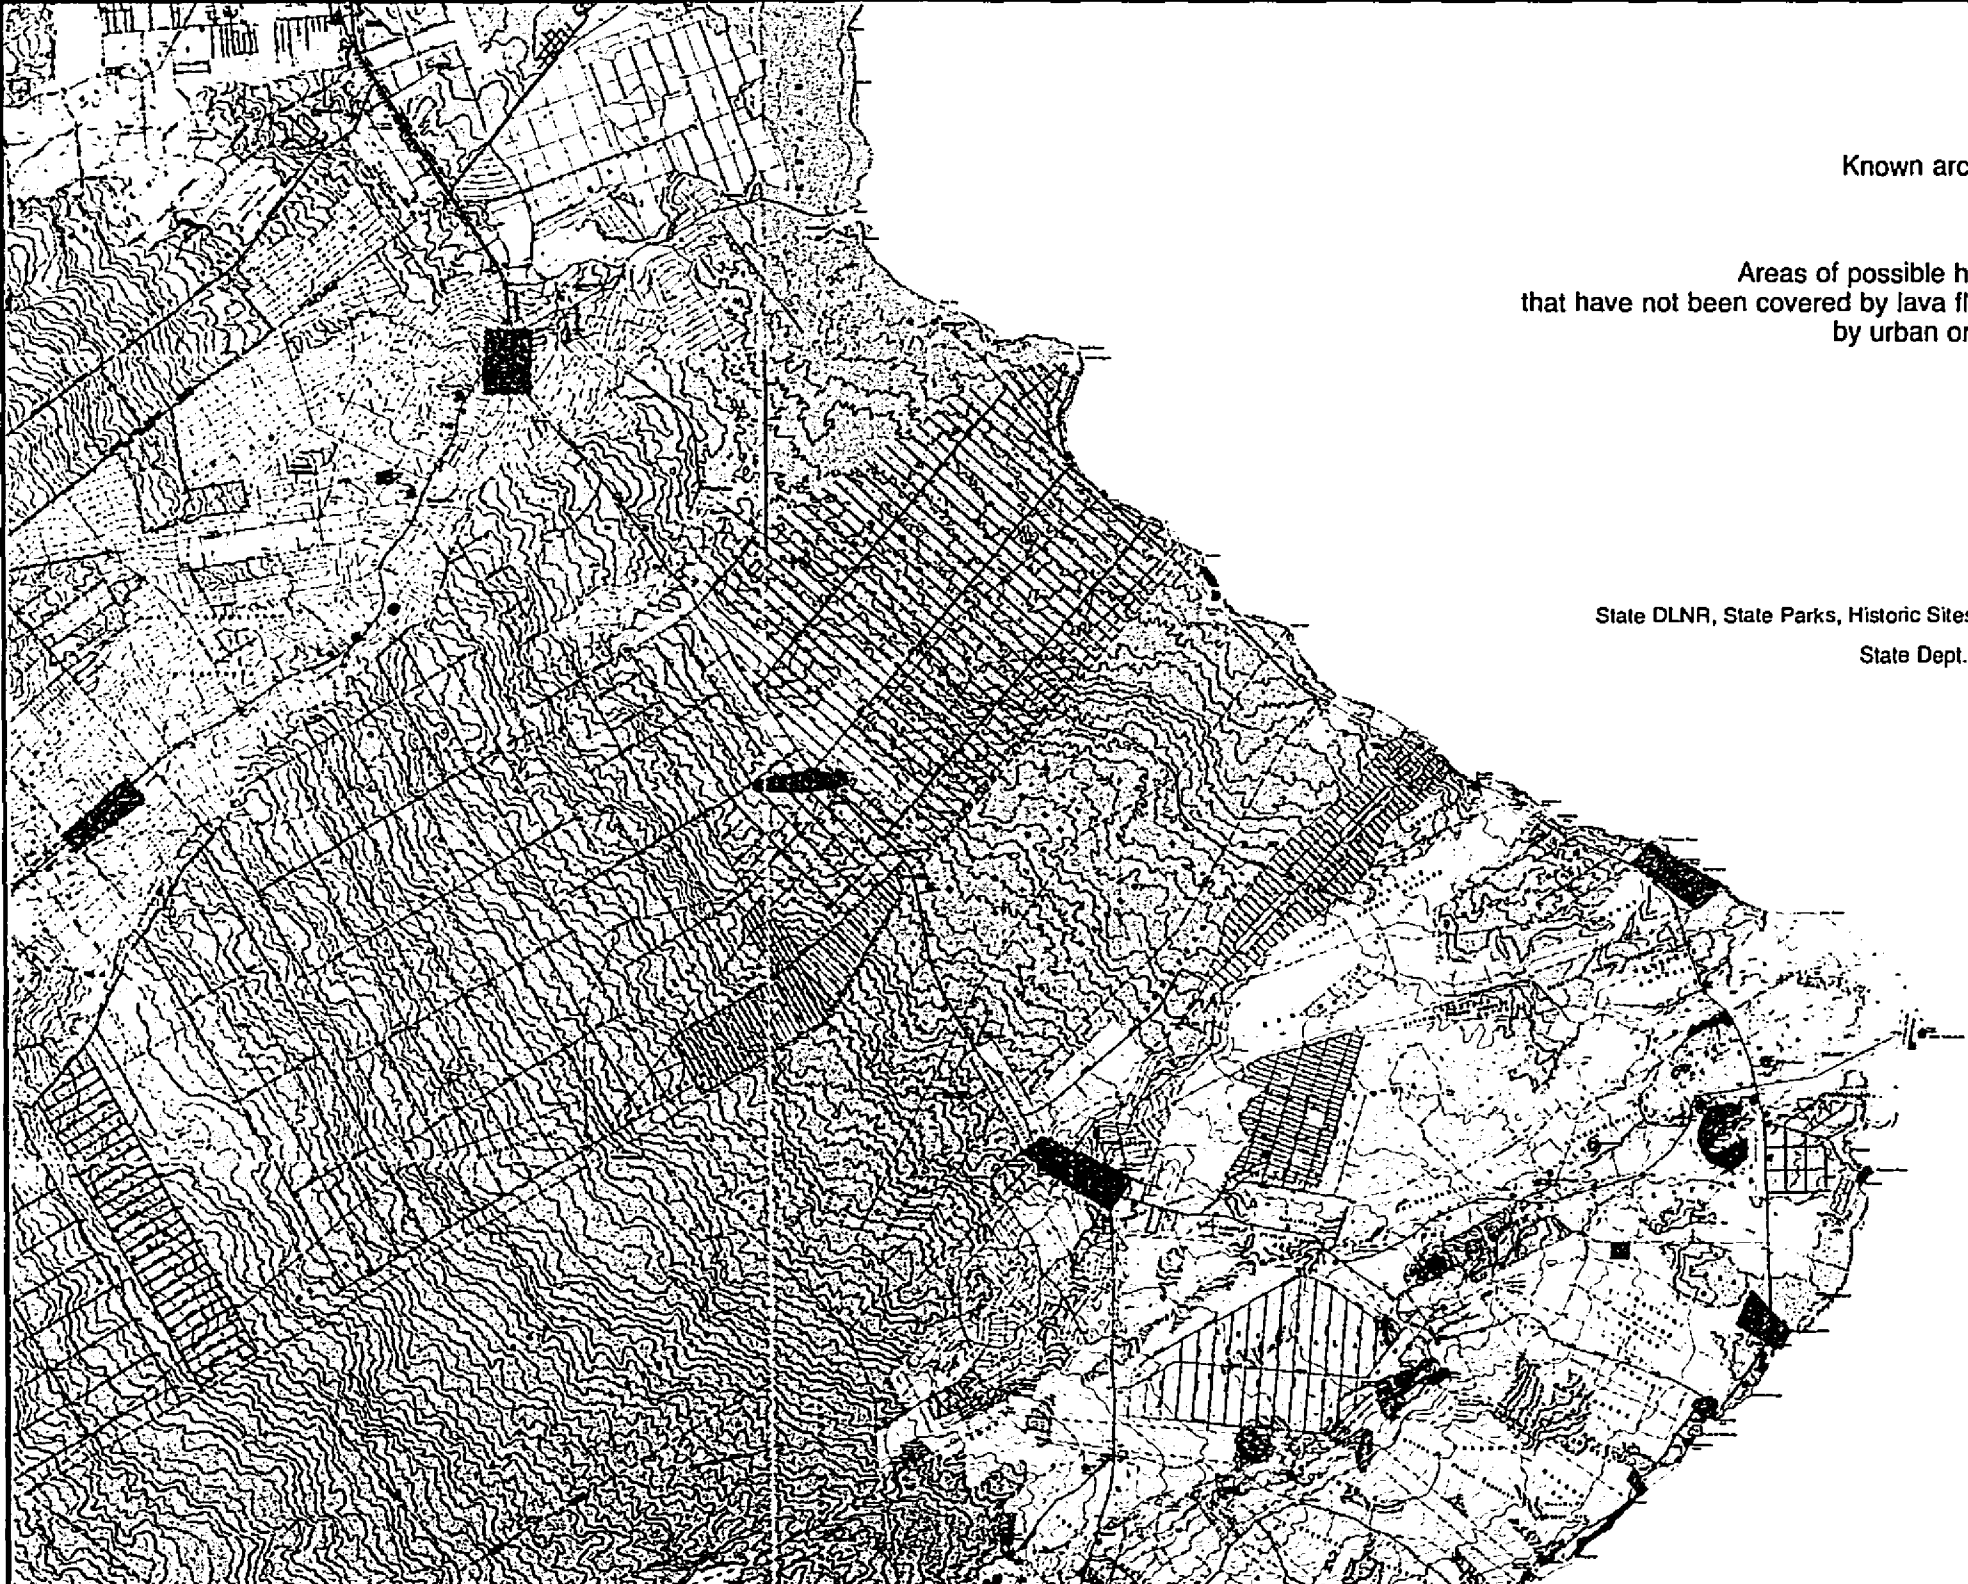 Known arc
Areas of possible h
that have not been covered by lava fl
by urban or
State DLNR, State Parks, Historic Sites
State Dept.